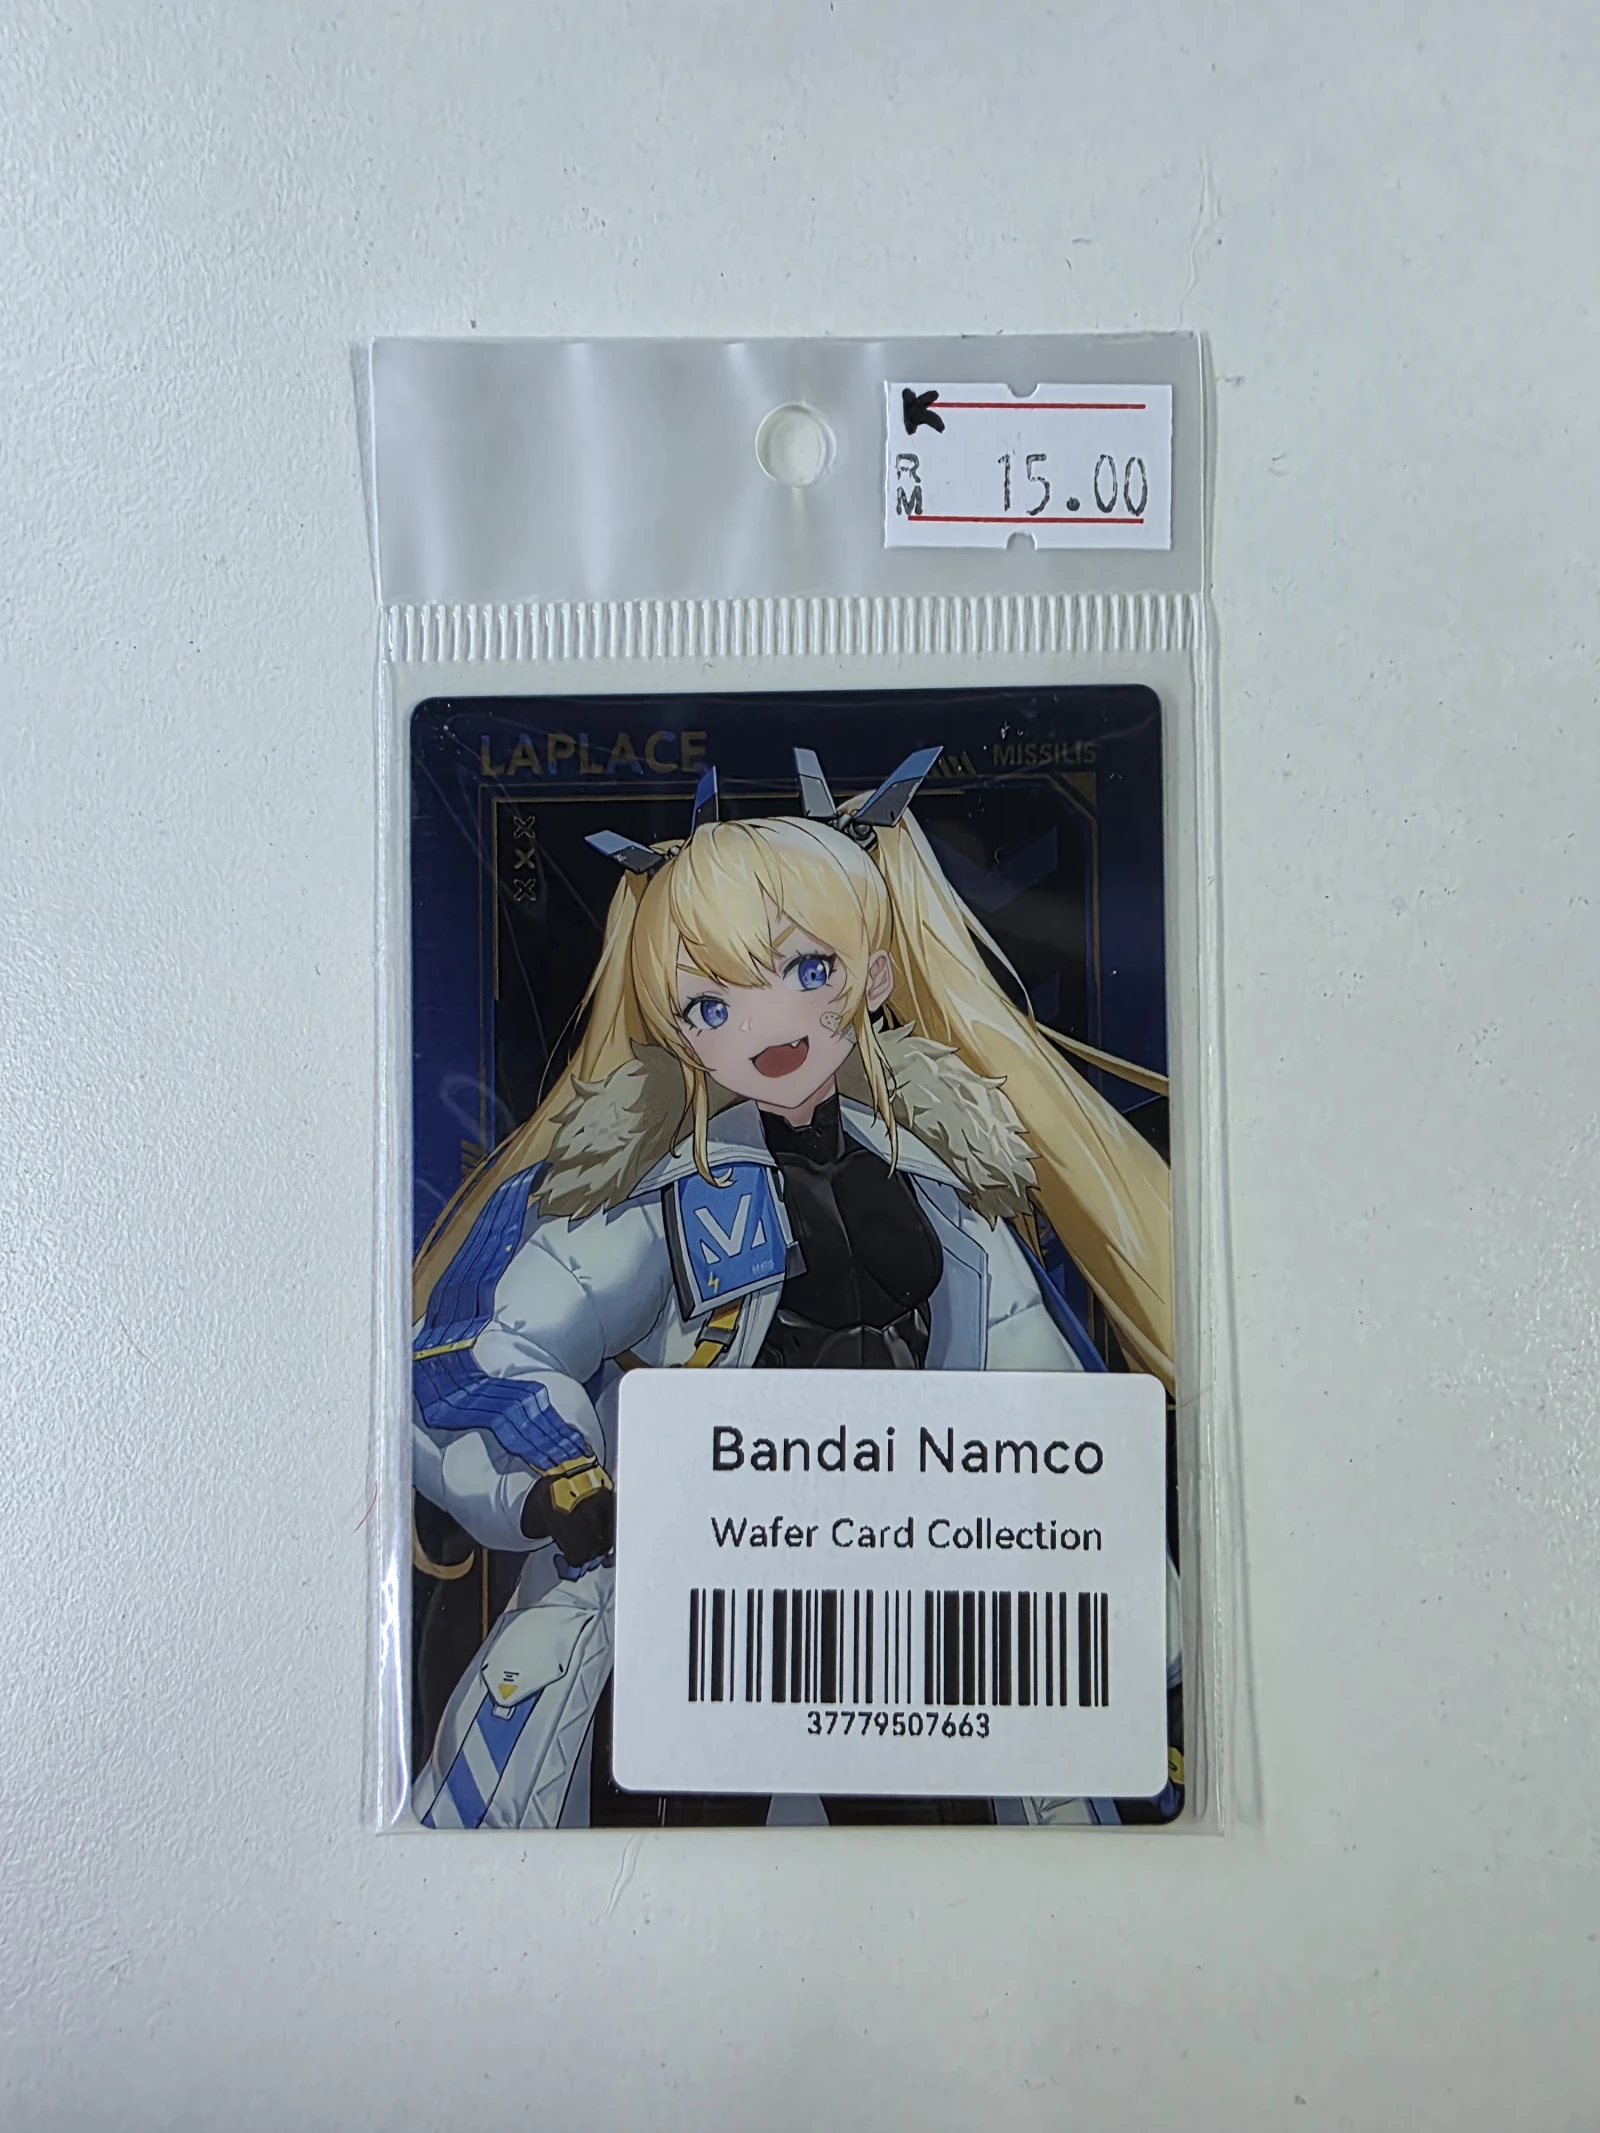 K
RM 15.00
LAPLACE
MISSILIS
M
Bandai Namco
Wafer Card Collection
37779507663